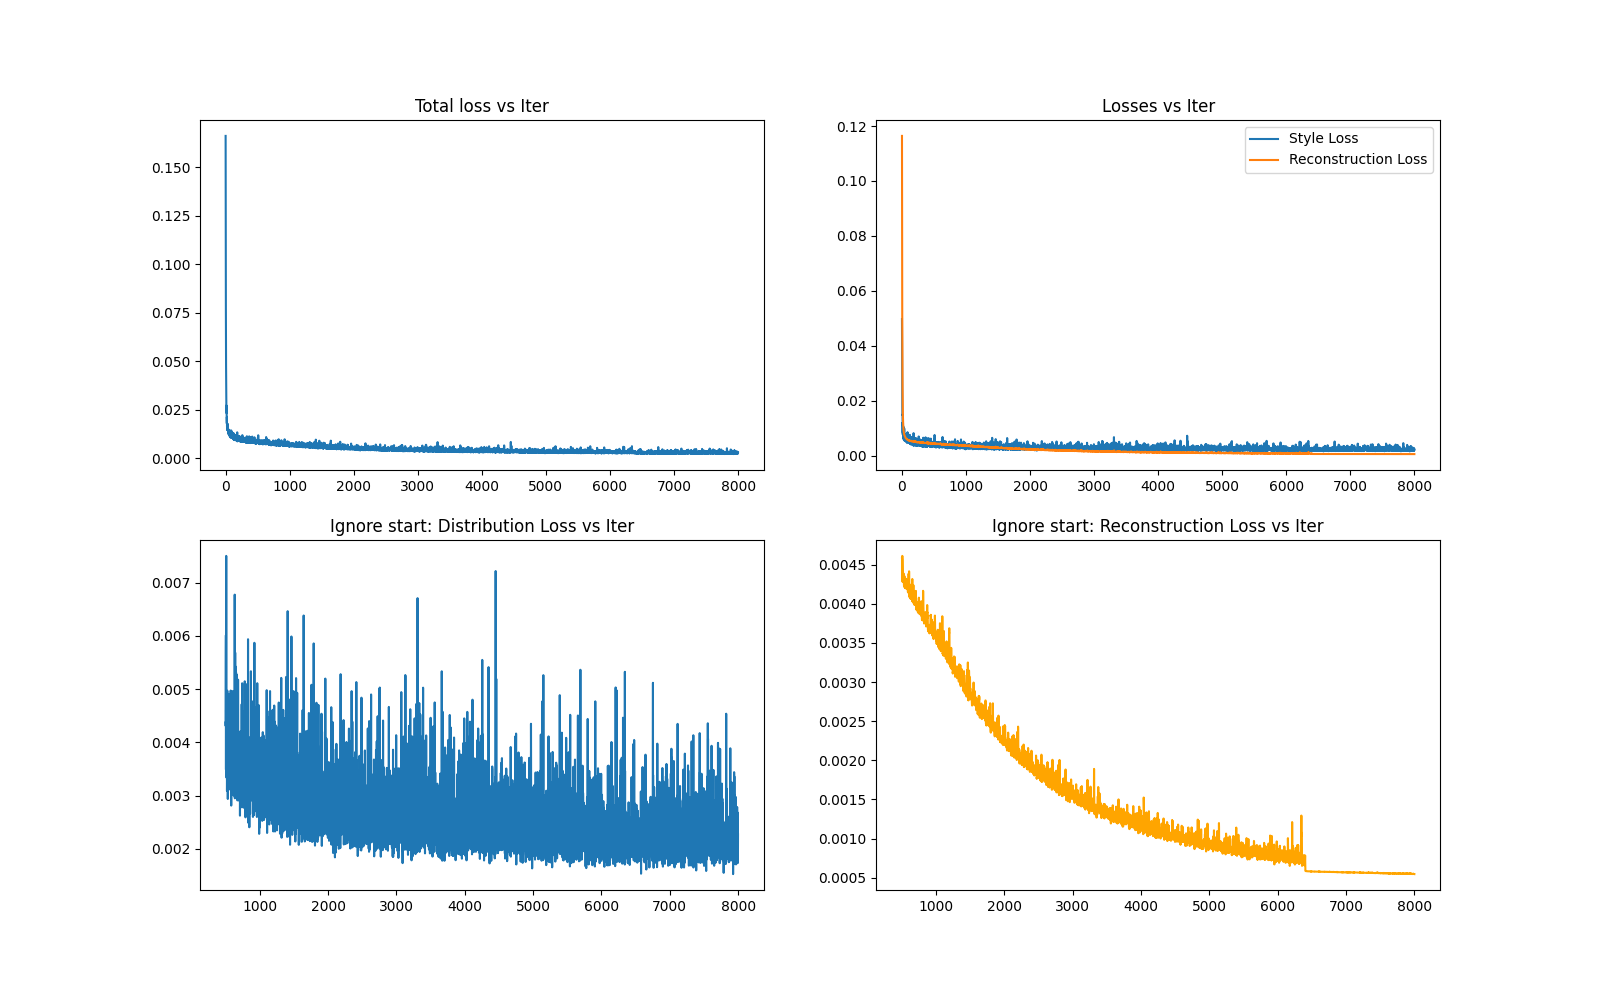 Total loss vs Iter
0.150
0.125
0.100
0.075
0.050
0.025
0.000
0 1000 2000 3000 4000 5000 6000 7000 8000
Losses vs Iter
Style Loss
Reconstruction Loss
0.12
0.10
0.08
0.06
0.04
0.02
0.00
0 1000 2000 3000 4000 5000 6000 7000 8000
Ignore start: Distribution Loss vs Iter
0.007
0.006
0.005
0.004
0.003
0.002
1000 2000 3000 4000 5000 6000 7000 8000
Ignore start: Reconstruction Loss vs Iter
0.0045
0.0040
0.0035
0.0030
0.0025
0.0020
0.0015
0.0010
0.0005
1000 2000 3000 4000 5000 6000 7000 8000